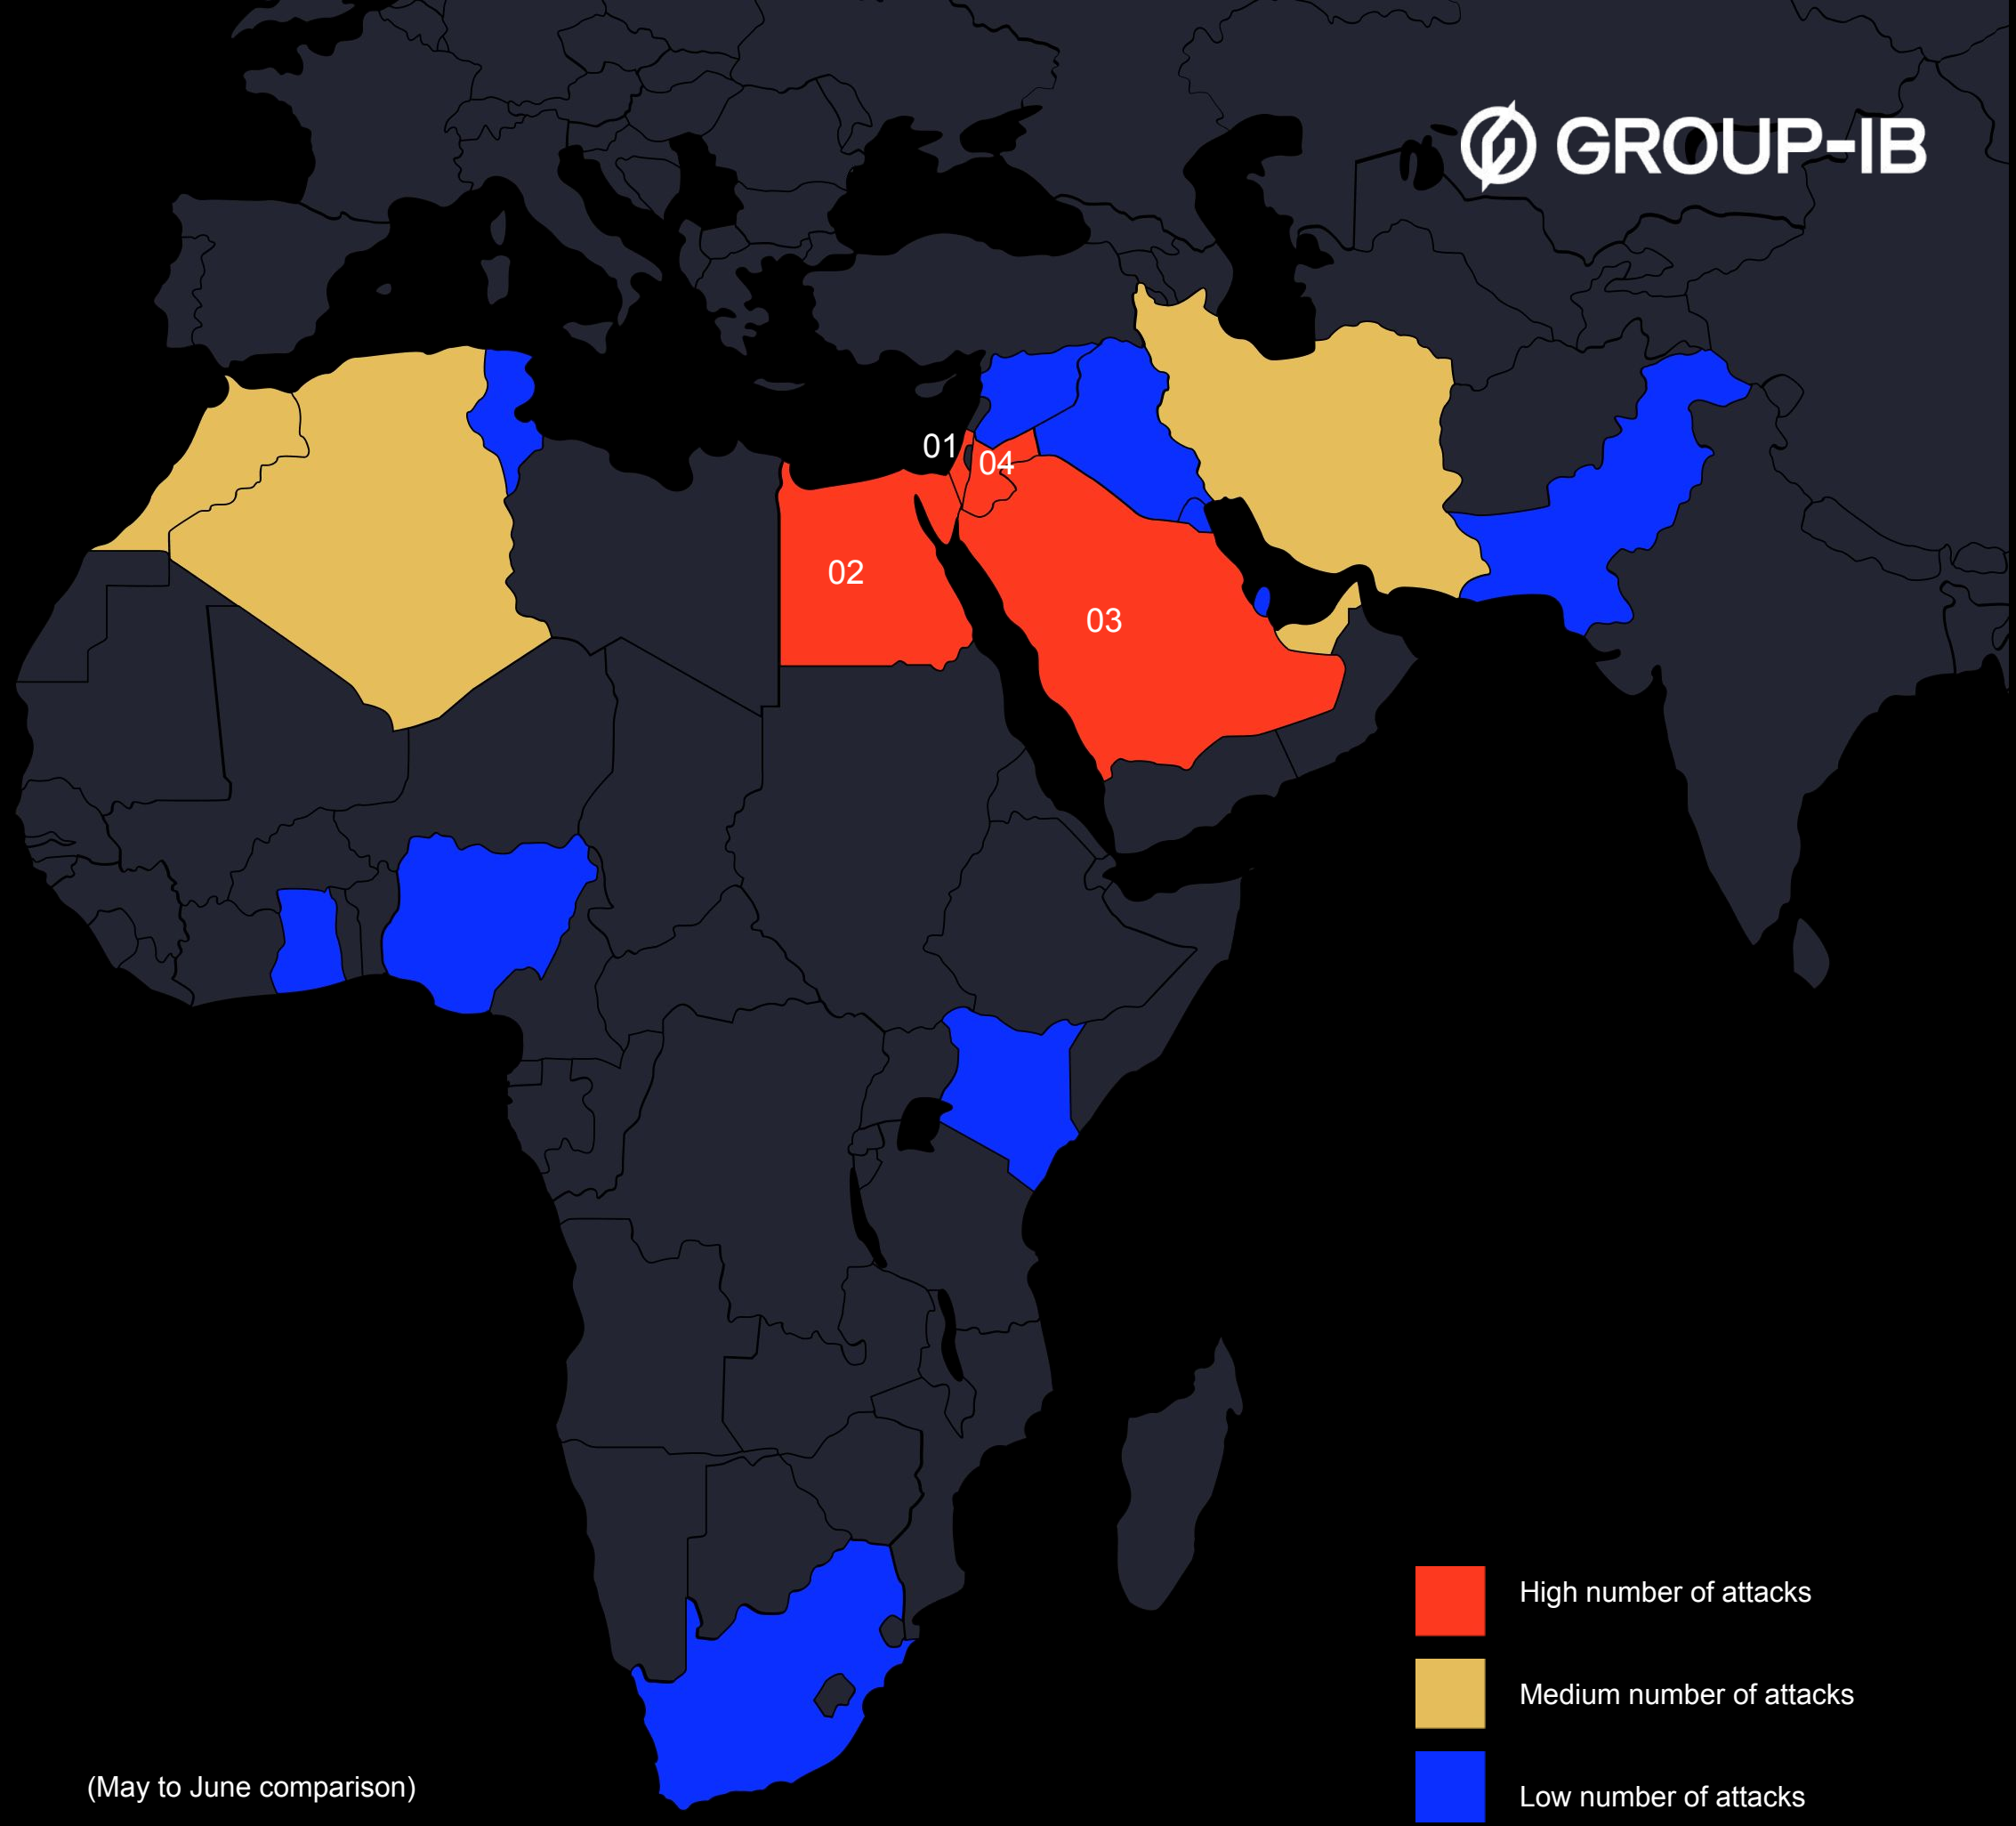 GROUP-IB
01
04
02
03
High number of attacks
Medium number of attacks
(May to June comparison)
Low number of attacks